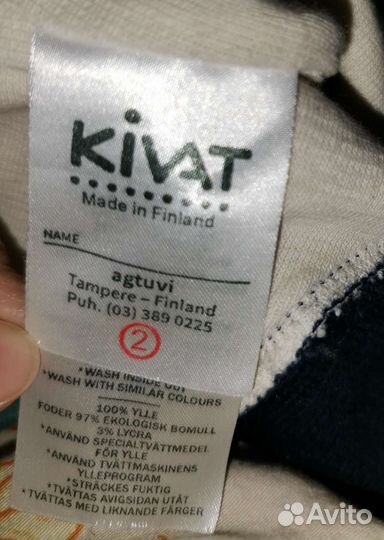 KiVAT
Made in Finland
NAME
agtuvi
Tampere – Finland
Puh. (03) 389 0225
2
*WASH INSIDE OUT
*WASH WITH SIMILAR COLOURS
100% YLLE
FODER 97% EKOLOGISK BOMULL
3% LYCRA
*ANVÄND SPECIALTVÄTTMEDEL
FÖR YLLE
*ANVÄND TVÄTTMASKINENS
YLLEPROGRAM
*STRÄCKES FUKTIG
*TVÄTTAS AVIGSIDAN UTÅT
*TVÄTTAS MED LIKNANDE FÄRGER
Avito